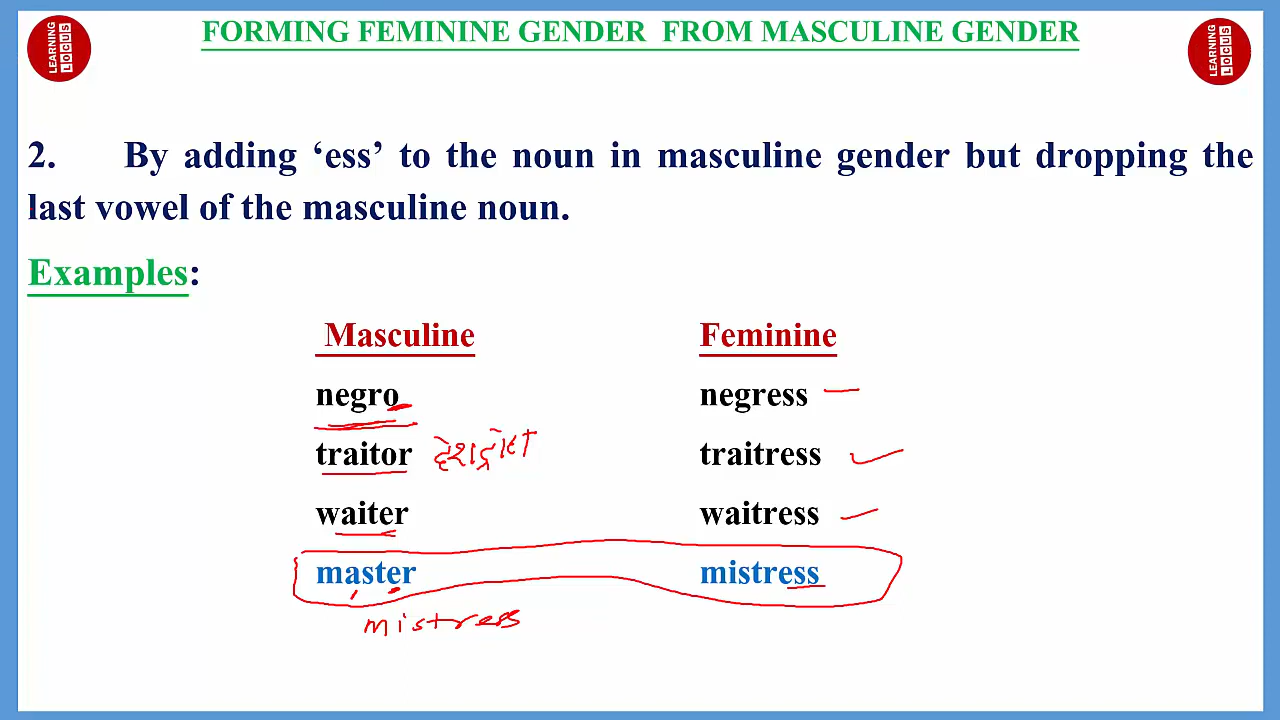 FORMING FEMININE GENDER FROM MASCULINE GENDER
LEARNING
LOCUS
LEARNING
LOCUS
2. By adding ‘ess’ to the noun in masculine gender but dropping the
last vowel of the masculine noun.
Examples:
Masculine Feminine
negro negress
traitor देशद्रोही traitress
waiter waitress
master mistress
mistress